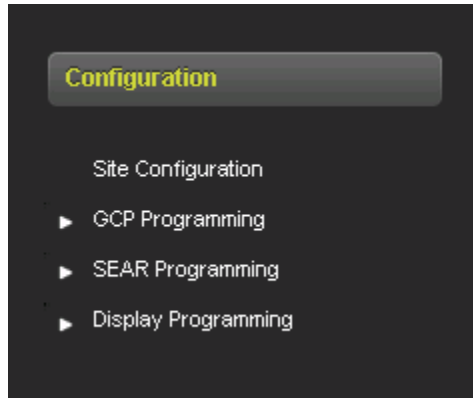 Configuration
Site Configuration
GCP Programming
SEAR Programming
Display Programming